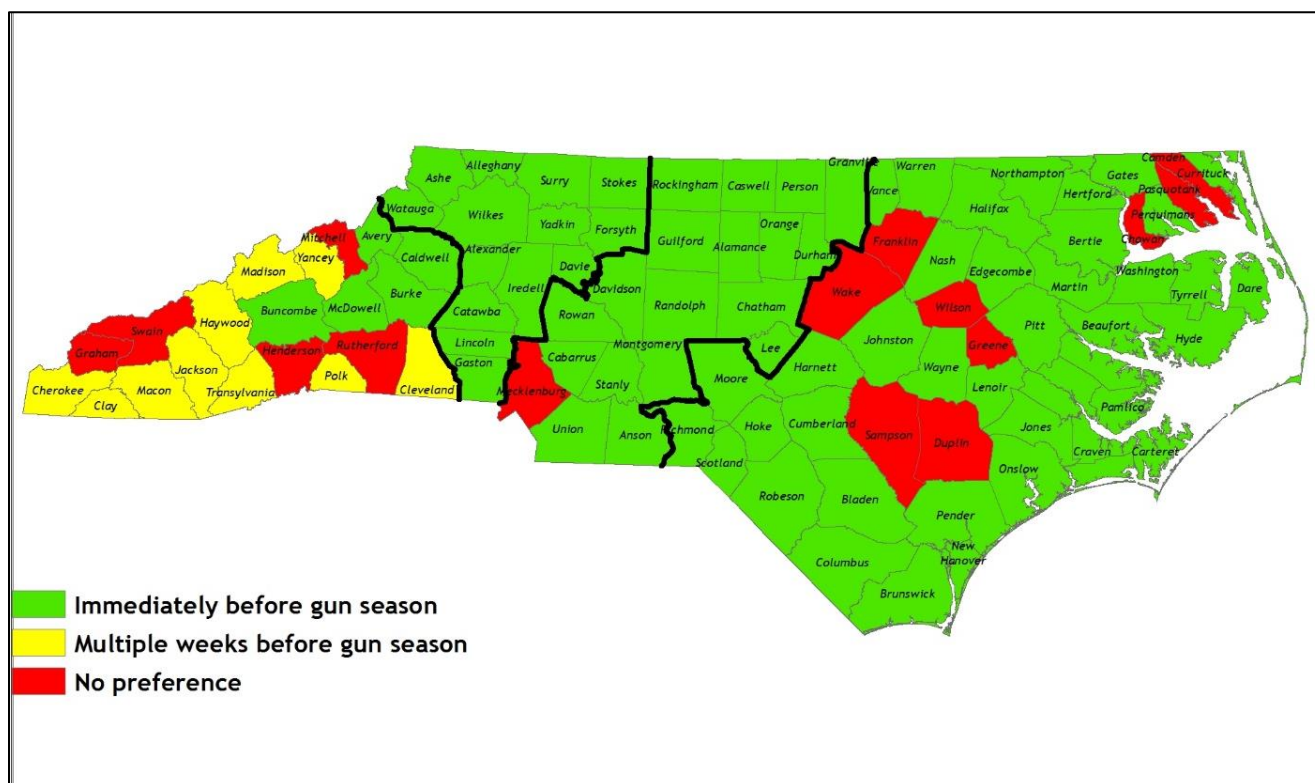 Alleghany
Ashe
Surry
Stokes
Rockingham
Caswell
Person
Granville
Vance
Warren
Northampton
Gates
Camden
Currituck
Pasquotank
Perquimans
Chowan
Hertford
Halifax
Bertie
Watauga
Wilkes
Yadkin
Forsyth
Guilford
Alamance
Orange
Durham
Franklin
Nash
Edgecombe
Martin
Washington
Tyrrell
Dare
Mitchell
Avery
Yancey
Madison
Caldwell
Alexander
Iredell
Davie
Davidson
Randolph
Chatham
Wake
Wilson
Pitt
Beaufort
Hyde
Burke
McDowell
Buncombe
Haywood
Swain
Graham
Catawba
Rowan
Lincoln
Gaston
Cabarrus
Montgomery
Stanly
Lee
Moore
Harnett
Johnston
Wayne
Greene
Lenoir
Pamlico
Craven
Carteret
Jones
Henderson
Rutherford
Polk
Cleveland
Jackson
Transylvania
Macon
Cherokee
Clay
Mecklenburg
Union
Anson
Richmond
Scotland
Hoke
Cumberland
Sampson
Duplin
Onslow
Robeson
Bladen
Pender
New
Hanover
Columbus
Brunswick
Immediately before gun season
Multiple weeks before gun season
No preference